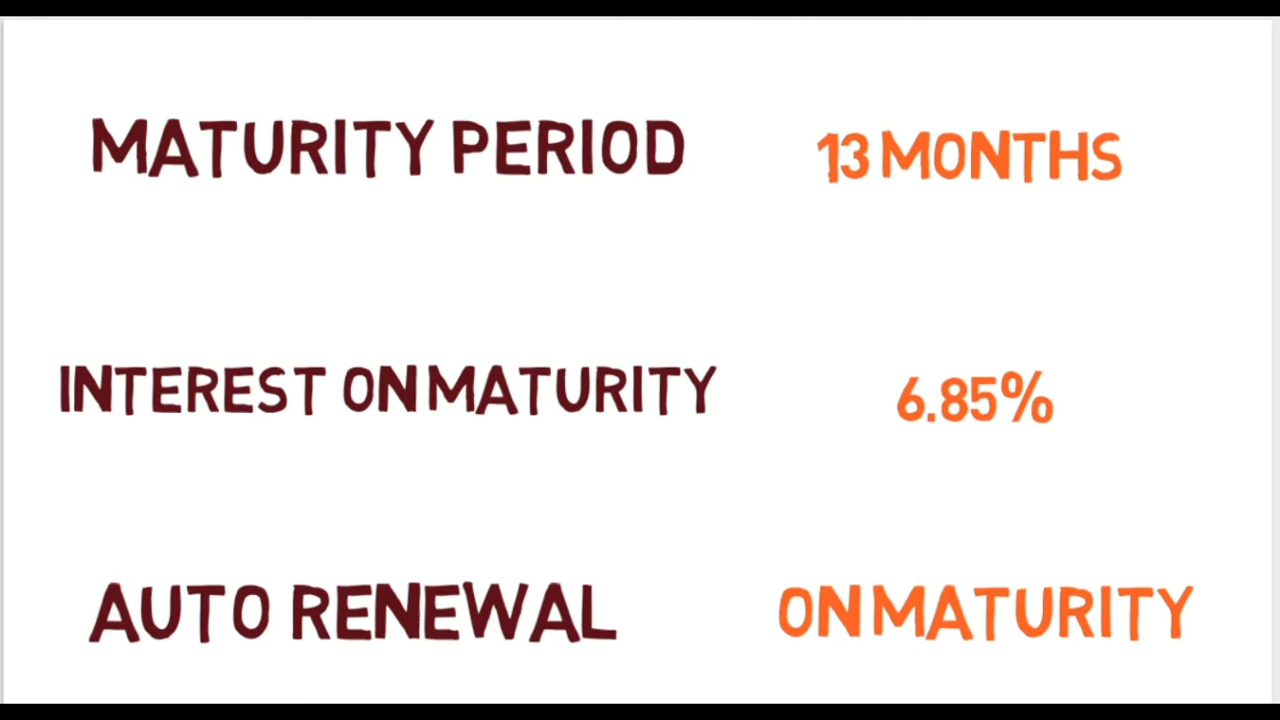 MATURITY PERIOD 13 MONTHS
INTEREST ON MATURITY 6.85%
AUTO RENEWAL ON MATURITY